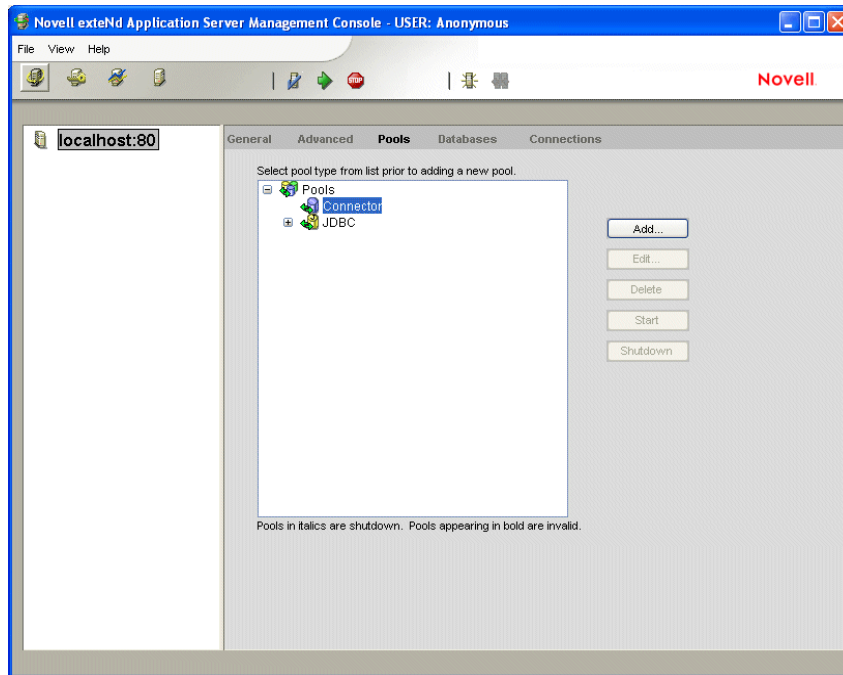 Novell exteNd Application Server Management Console - USER: Anonymous
File View Help
STOP
Novell
localhost:80
General Advanced Pools Databases Connections
Select pool type from list prior to adding a new pool.
Pools
Connector
JDBC
Add...
Edit...
Delete
Start
Shutdown
Pools in italics are shutdown. Pools appearing in bold are invalid.